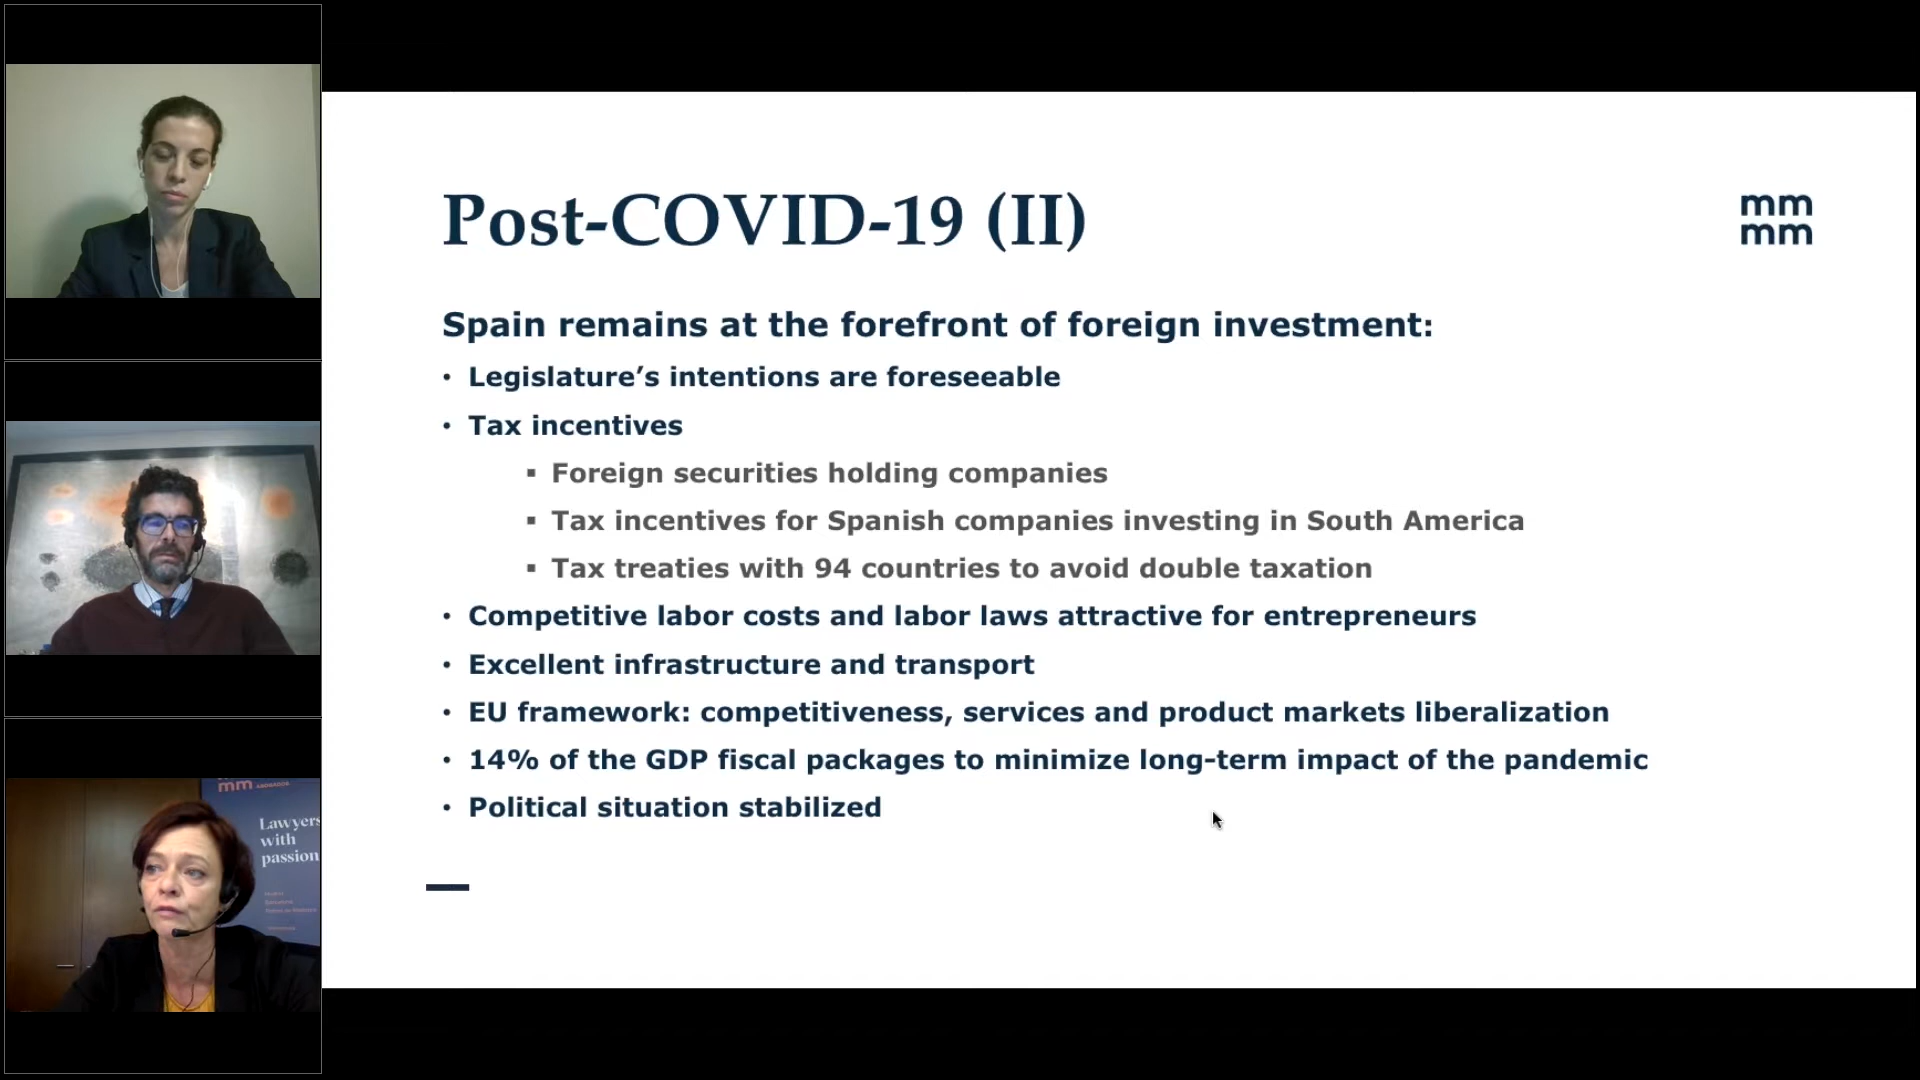 Post-COVID-19 (II)
mm
mm
Spain remains at the forefront of foreign investment:
• Legislature’s intentions are foreseeable
• Tax incentives
▪ Foreign securities holding companies
▪ Tax incentives for Spanish companies investing in South America
▪ Tax treaties with 94 countries to avoid double taxation
• Competitive labor costs and labor laws attractive for entrepreneurs
• Excellent infrastructure and transport
• EU framework: competitiveness, services and product markets liberalization
• 14% of the GDP fiscal packages to minimize long-term impact of the pandemic
• Political situation stabilized
mm
Lawyers
with
passion